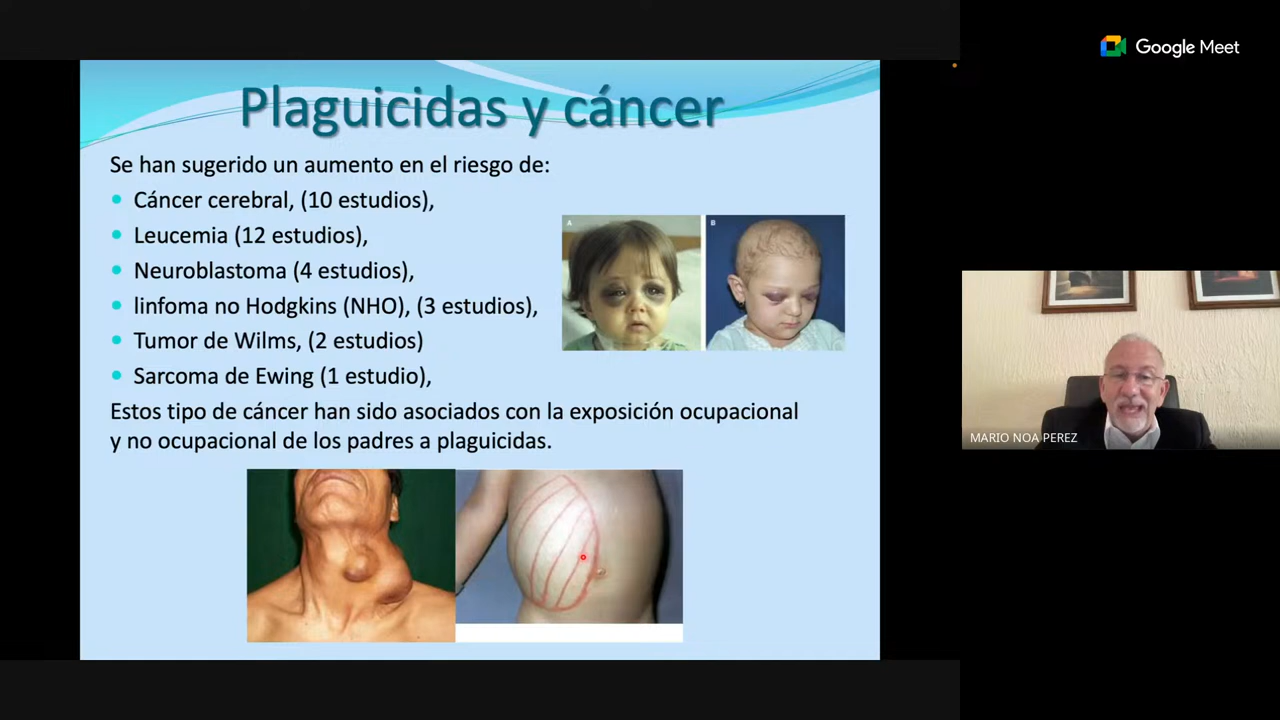 Plaguicidas y cáncer
Se han sugerido un aumento en el riesgo de:
Cáncer cerebral, (10 estudios),
Leucemia (12 estudios),
Neuroblastoma (4 estudios),
linfoma no Hodgkins (NHO), (3 estudios),
Tumor de Wilms, (2 estudios)
Sarcoma de Ewing (1 estudio),
Estos tipo de cáncer han sido asociados con la exposición ocupacional
y no ocupacional de los padres a plaguicidas.
A
B
Google Meet
MARIO NOA PEREZ